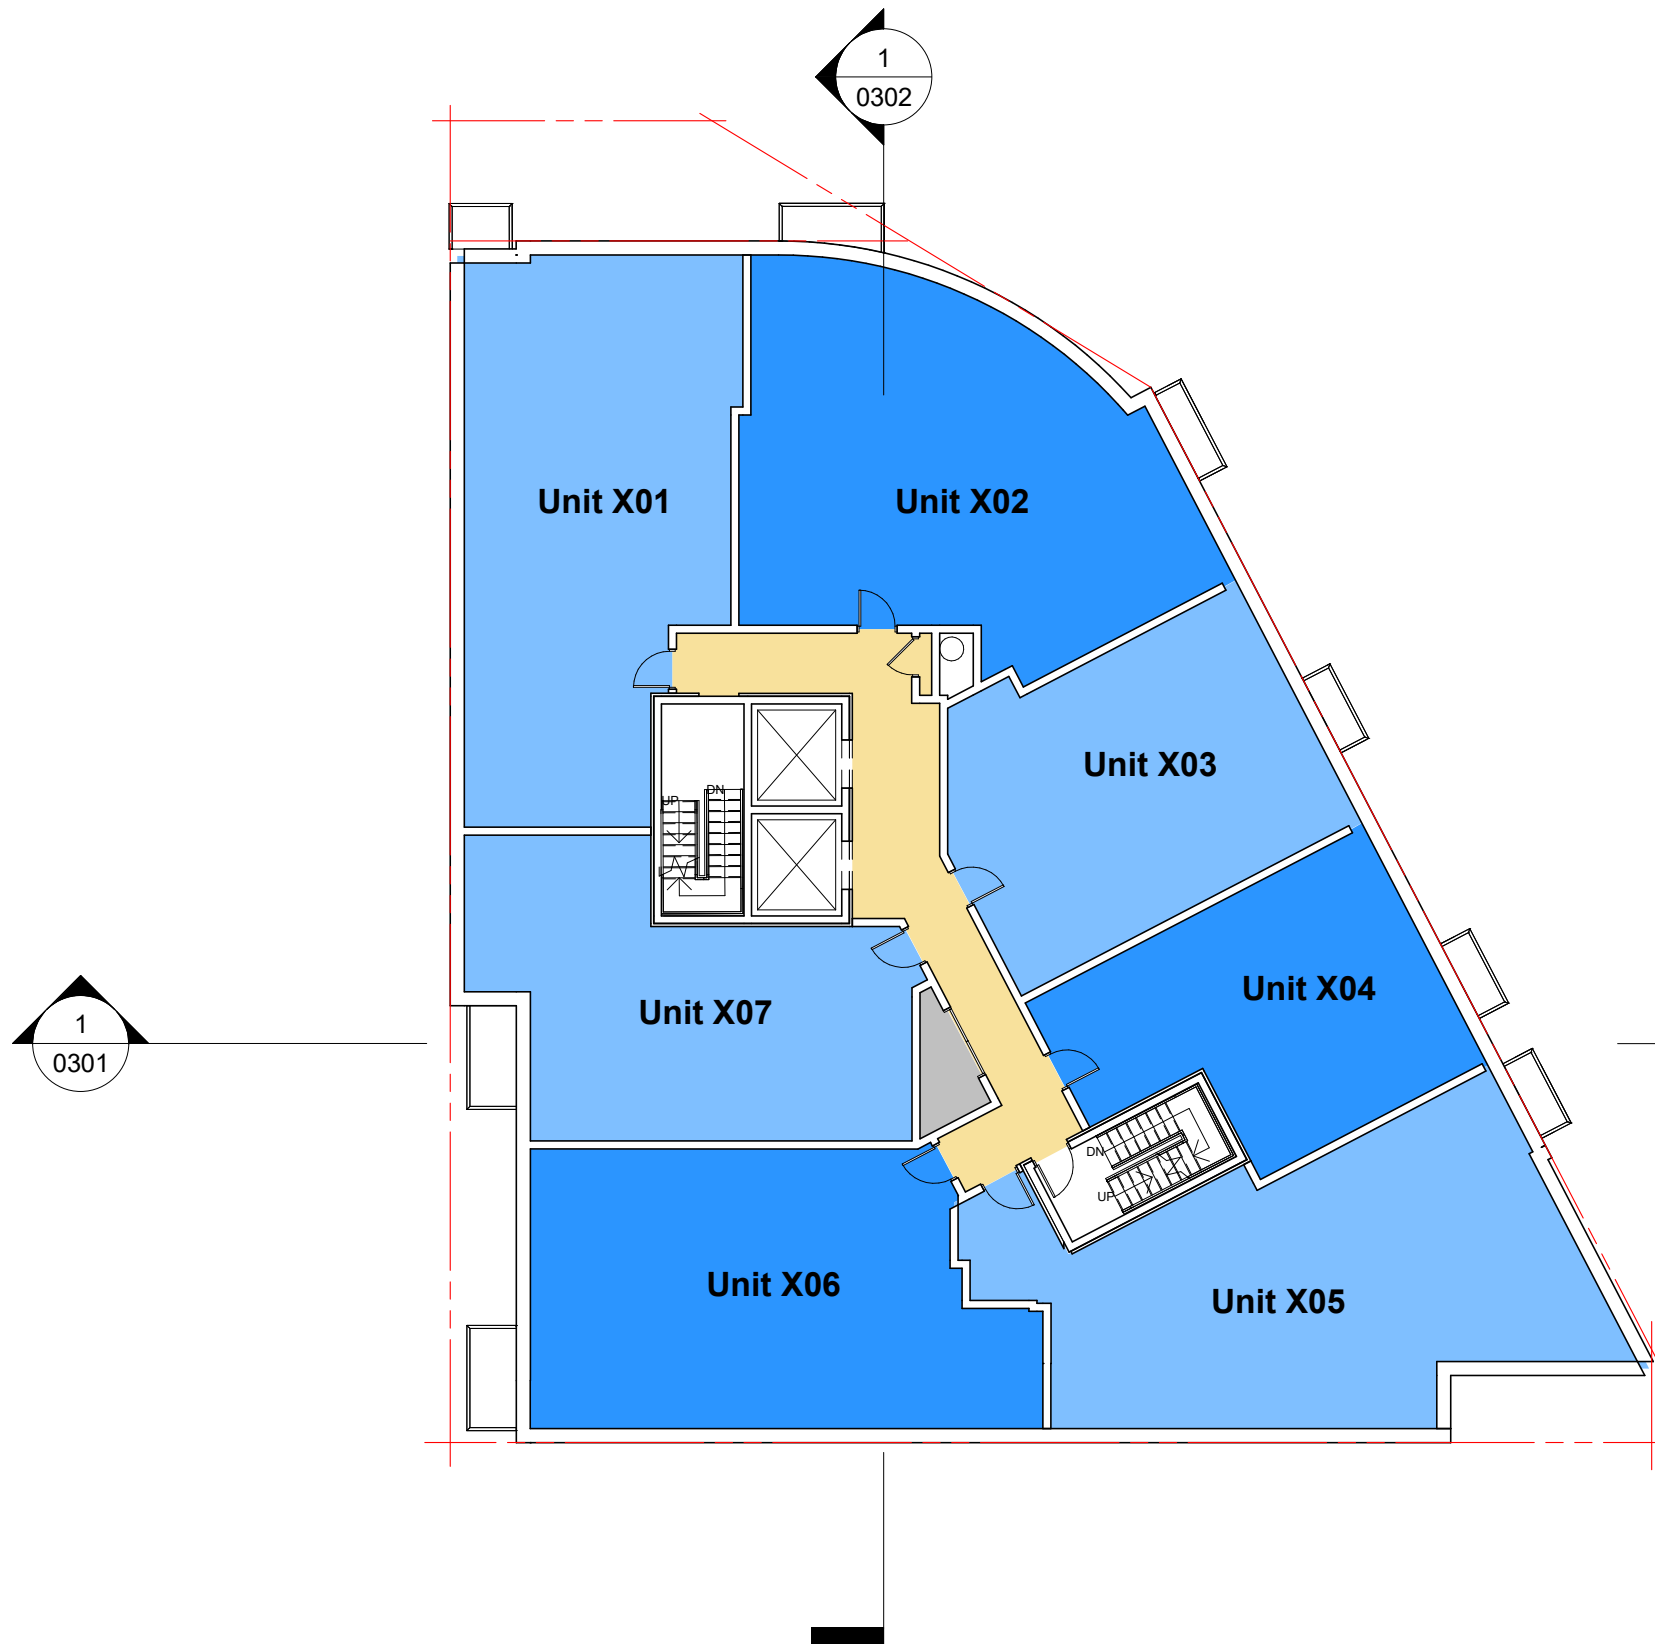 1
0302
Unit X01
Unit X02
Unit X03
UP
DN
Unit X04
Unit X07
1
0301
DN
UP
Unit X06
Unit X05